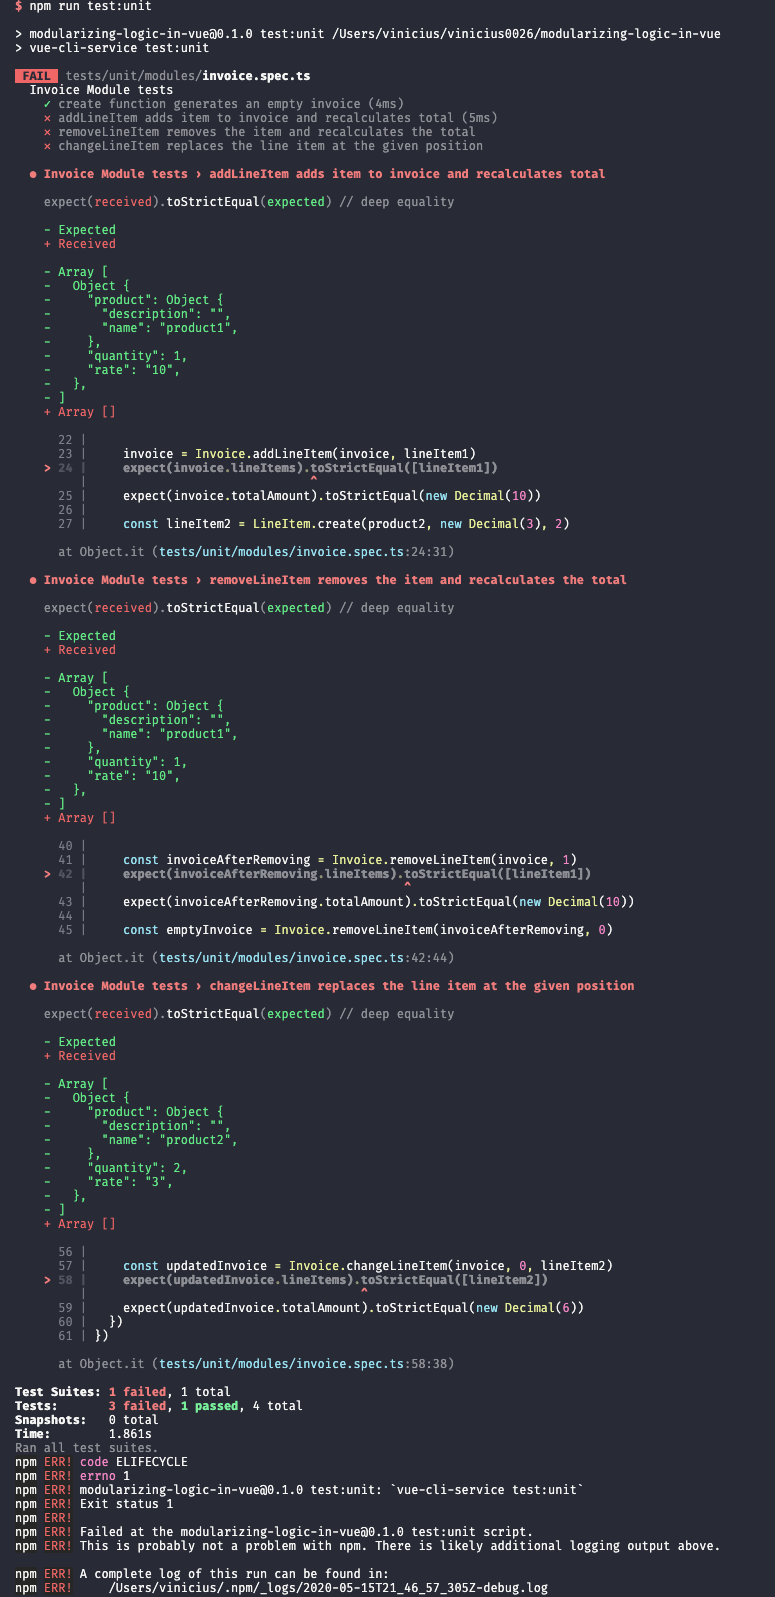 $ npm run test:unit
> modularizing-logic-in-vue@0.1.0 test:unit /Users/vinicius/vinicius0026/modularizing-logic-in-vue
> vue-cli-service test:unit
FAIL tests/unit/modules/invoice.spec.ts
Invoice Module tests
✓ create function generates an empty invoice (4ms)
✕ addLineItem adds item to invoice and recalculates total (5ms)
✕ removeLineItem removes the item and recalculates the total
✕ changeLineItem replaces the line item at the given position
● Invoice Module tests › addLineItem adds item to invoice and recalculates total
expect(received).toStrictEqual(expected) // deep equality
- Expected
+ Received
- Array [
-   Object {
-     "product": Object {
-       "description": "",
-       "name": "product1",
-     },
-     "quantity": 1,
-     "rate": "10",
-   },
- ]
+ Array []
22 |
23 |     invoice = Invoice.addLineItem(invoice, lineItem1)
> 24 |     expect(invoice.lineItems).toStrictEqual([lineItem1])
|                               ^
25 |     expect(invoice.totalAmount).toStrictEqual(new Decimal(10))
26 |
27 |     const lineItem2 = LineItem.create(product2, new Decimal(3), 2)
at Object.it (tests/unit/modules/invoice.spec.ts:24:31)
● Invoice Module tests › removeLineItem removes the item and recalculates the total
expect(received).toStrictEqual(expected) // deep equality
- Expected
+ Received
- Array [
-   Object {
-     "product": Object {
-       "description": "",
-       "name": "product1",
-     },
-     "quantity": 1,
-     "rate": "10",
-   },
- ]
+ Array []
40 |
41 |     const invoiceAfterRemoving = Invoice.removeLineItem(invoice, 1)
> 42 |     expect(invoiceAfterRemoving.lineItems).toStrictEqual([lineItem1])
|                                            ^
43 |     expect(invoiceAfterRemoving.totalAmount).toStrictEqual(new Decimal(10))
44 |
45 |     const emptyInvoice = Invoice.removeLineItem(invoiceAfterRemoving, 0)
at Object.it (tests/unit/modules/invoice.spec.ts:42:44)
● Invoice Module tests › changeLineItem replaces the line item at the given position
expect(received).toStrictEqual(expected) // deep equality
- Expected
+ Received
- Array [
-   Object {
-     "product": Object {
-       "description": "",
-       "name": "product2",
-     },
-     "quantity": 2,
-     "rate": "3",
-   },
- ]
+ Array []
56 |
57 |     const updatedInvoice = Invoice.changeLineItem(invoice, 0, lineItem2)
> 58 |     expect(updatedInvoice.lineItems).toStrictEqual([lineItem2])
|                                      ^
59 |     expect(updatedInvoice.totalAmount).toStrictEqual(new Decimal(6))
60 |   })
61 | })
at Object.it (tests/unit/modules/invoice.spec.ts:58:38)
Test Suites: 1 failed, 1 total
Tests:       3 failed, 1 passed, 4 total
Snapshots:   0 total
Time:        1.861s
Ran all test suites.
npm ERR! code ELIFECYCLE
npm ERR! errno 1
npm ERR! modularizing-logic-in-vue@0.1.0 test:unit: `vue-cli-service test:unit`
npm ERR! Exit status 1
npm ERR!
npm ERR! Failed at the modularizing-logic-in-vue@0.1.0 test:unit script.
npm ERR! This is probably not a problem with npm. There is likely additional logging output above.
npm ERR! A complete log of this run can be found in:
npm ERR!     /Users/vinicius/.npm/_logs/2020-05-15T21_46_57_305Z-debug.log